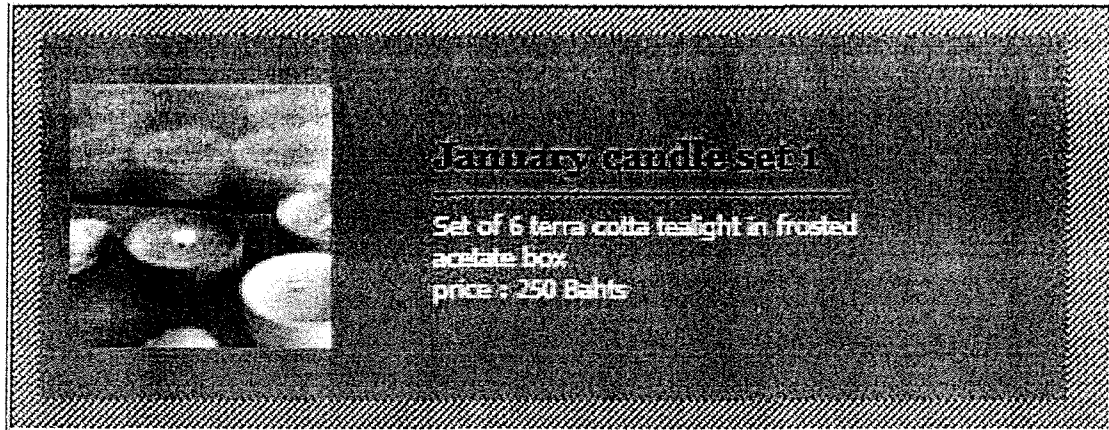 January candle set 1
Set of 6 terra cotta tealight in frosted
acetate box
price : 250 Bahts